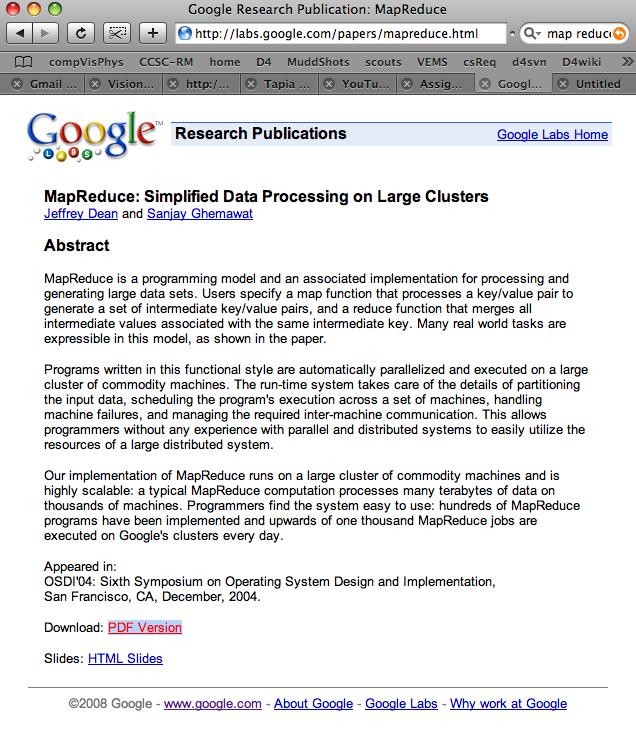 Google Research Publication: MapReduce
http://labs.google.com/papers/mapreduce.html
map reduce
compVisPhys CCSC-RM home D4 MuddShots scouts VEMS csReq d4svn D4wiki
Gmail ... Vision... http:/... Tapia ... YouTu... Assig... Googl... Untitled
Google™ Research Publications Google Labs Home
LABS
MapReduce: Simplified Data Processing on Large Clusters
Jeffrey Dean and Sanjay Ghemawat
Abstract
MapReduce is a programming model and an associated implementation for processing and
generating large data sets. Users specify a map function that processes a key/value pair to
generate a set of intermediate key/value pairs, and a reduce function that merges all
intermediate values associated with the same intermediate key. Many real world tasks are
expressible in this model, as shown in the paper.
Programs written in this functional style are automatically parallelized and executed on a large
cluster of commodity machines. The run-time system takes care of the details of partitioning
the input data, scheduling the program's execution across a set of machines, handling
machine failures, and managing the required inter-machine communication. This allows
programmers without any experience with parallel and distributed systems to easily utilize the
resources of a large distributed system.
Our implementation of MapReduce runs on a large cluster of commodity machines and is
highly scalable: a typical MapReduce computation processes many terabytes of data on
thousands of machines. Programmers find the system easy to use: hundreds of MapReduce
programs have been implemented and upwards of one thousand MapReduce jobs are
executed on Google's clusters every day.
Appeared in:
OSDI'04: Sixth Symposium on Operating System Design and Implementation,
San Francisco, CA, December, 2004.
Download: PDF Version
Slides: HTML Slides
©2008 Google - www.google.com - About Google - Google Labs - Why work at Google